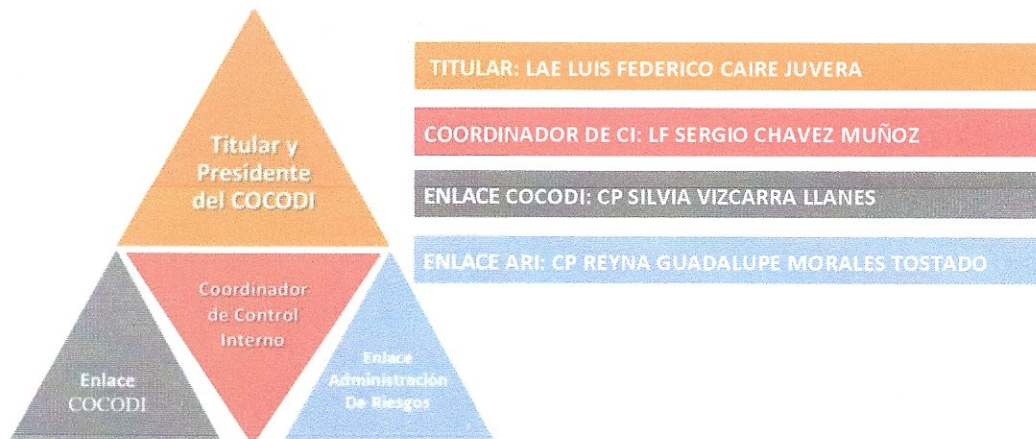 Titular y
Presidente
del COCODI
Coordinador
de Control
Interno
Enlace
COCODI
Enlace
Administración
De Riesgos
TITULAR: LAE LUIS FEDERICO CAIRE JUVERA
COORDINADOR DE CI: LF SERGIO CHAVEZ MUÑOZ
ENLACE COCODI: CP SILVIA VIZCARRA LLANES
ENLACE ARI: CP REYNA GUADALUPE MORALES TOSTADO